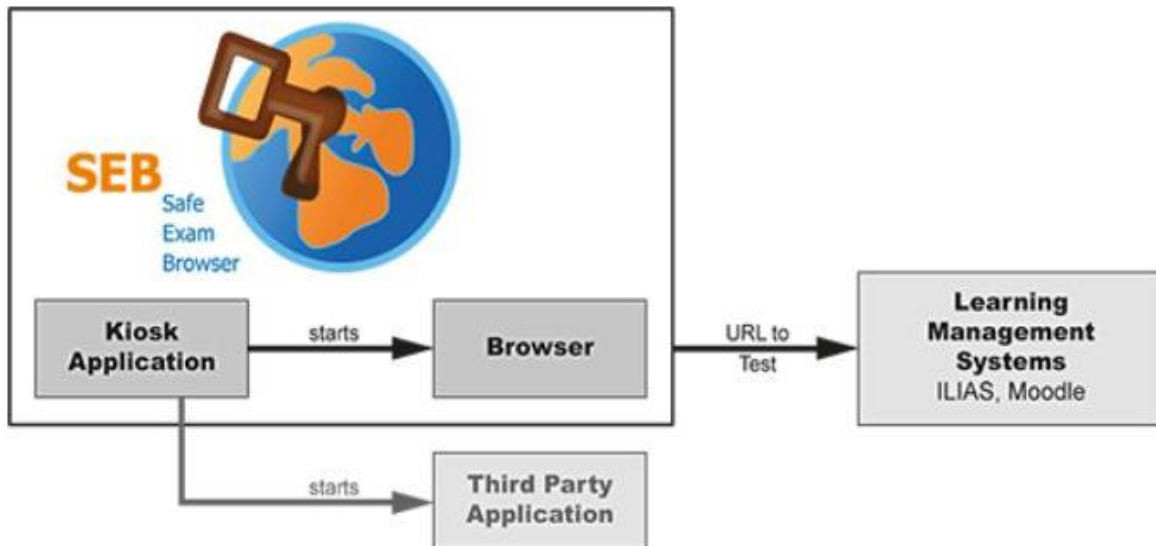 SEB
Safe
Exam
Browser
Kiosk
Application
starts
Browser
URL to
Test
Learning
Management
Systems
ILIAS, Moodle
starts
Third Party
Application